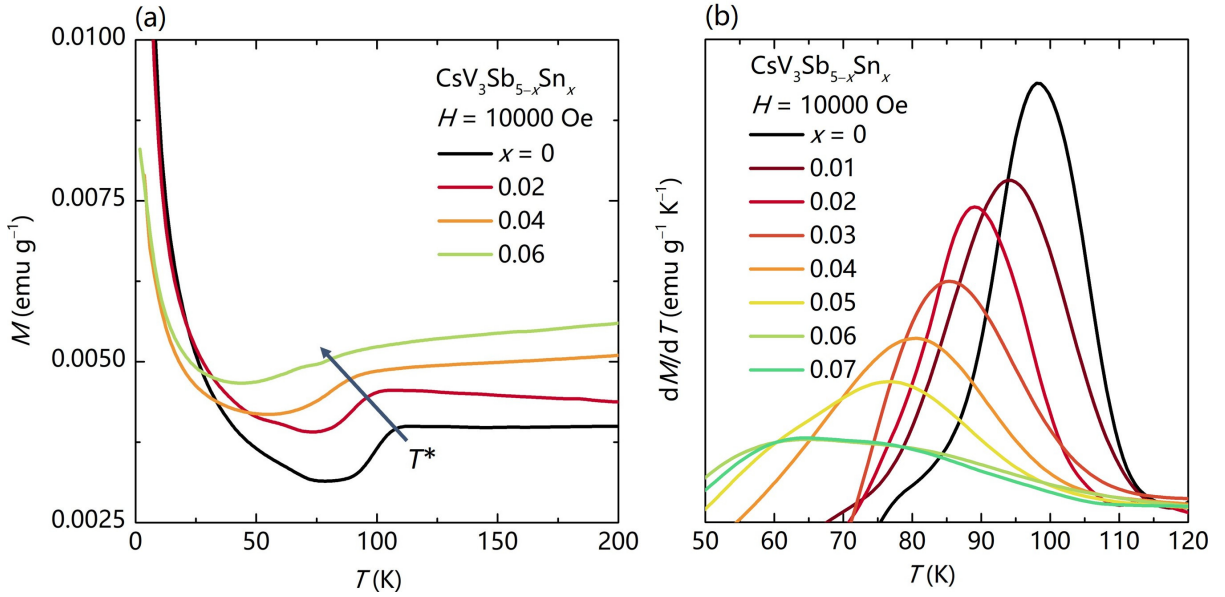 (a)
0.0100
0.0075
0.0050
0.0025
M (emu g⁻¹)
CsV₃Sb₅₋ₓSnₓ
H = 10000 Oe
x = 0
0.02
0.04
0.06
T*
0
50
100
150
200
T (K)
(b)
dM/dT (emu g⁻¹ K⁻¹)
CsV₃Sb₅₋ₓSnₓ
H = 10000 Oe
x = 0
0.01
0.02
0.03
0.04
0.05
0.06
0.07
50
60
70
80
90
100
110
120
T (K)